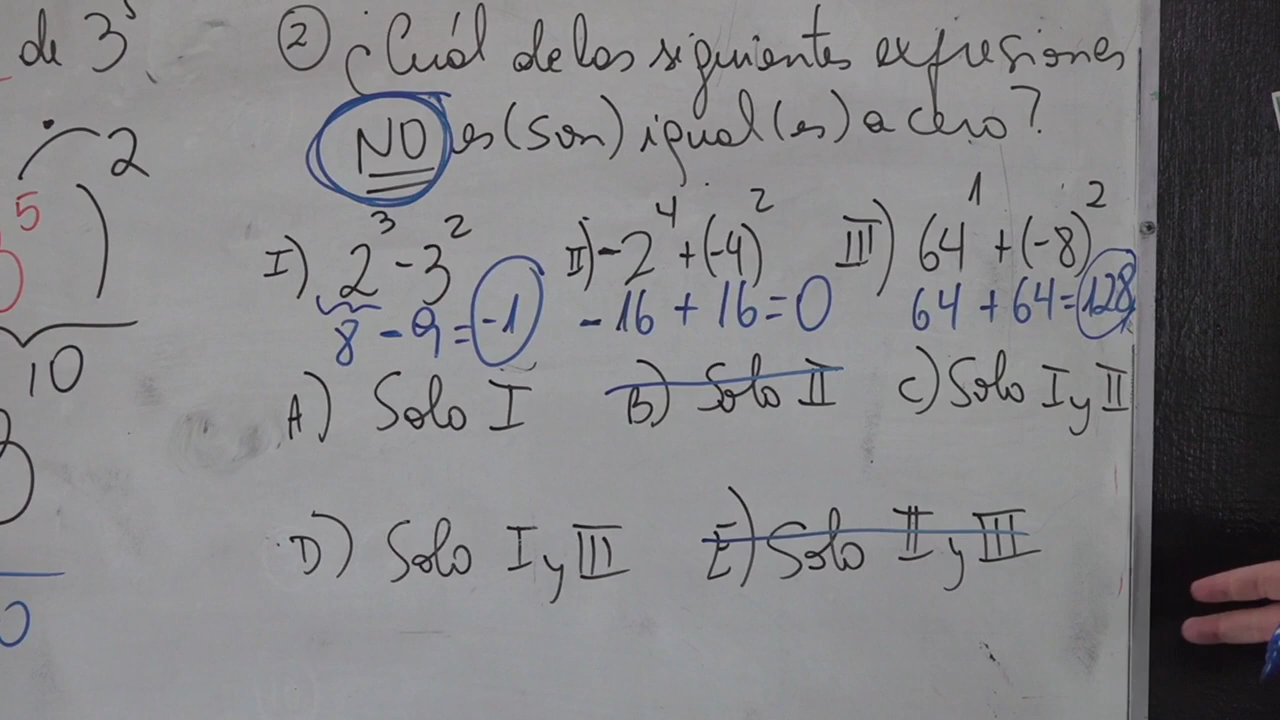 de 3
2
5
10
0
② ¿Cuál de las siguientes expresiones
NO es (son) igual(es) a cero?
I) 2³ - 3² II) -2⁴ + (-4)² III) 64¹ + (-8)²
8 - 9 = -1 -16 + 16 = 0 64 + 64 = 128
A) Solo I B) Solo II C) Solo I y II
D) Solo I y III E) Solo II y III